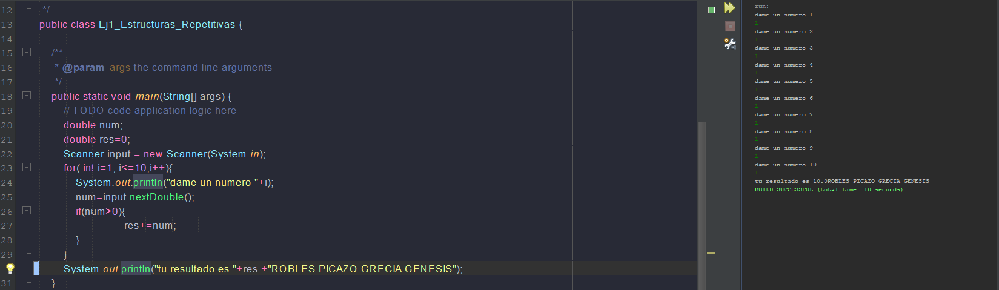 12 */
13 public class Ej1_Estructuras_Repetitivas {
14
15 /**
16 * @param args the command line arguments
17 */
18 public static void main(String[] args) {
19 // TODO code application logic here
20 double num;
21 double res=0;
22 Scanner input = new Scanner(System.in);
23 for( int i=1; i<=10;i++){
24 System.out.println("dame un numero "+i);
25 num=input.nextDouble();
26 if(num>0){
27 res+=num;
28 }
29 }
System.out.println("tu resultado es "+res +"ROBLES PICAZO GRECIA GENESIS");
31 }
run:
dame un numero 1
1
dame un numero 2
1
dame un numero 3
1
dame un numero 4
1
dame un numero 5
1
dame un numero 6
1
dame un numero 7
1
dame un numero 8
1
dame un numero 9
1
dame un numero 10
1
tu resultado es 10.0ROBLES PICAZO GRECIA GENESIS
BUILD SUCCESSFUL (total time: 10 seconds)